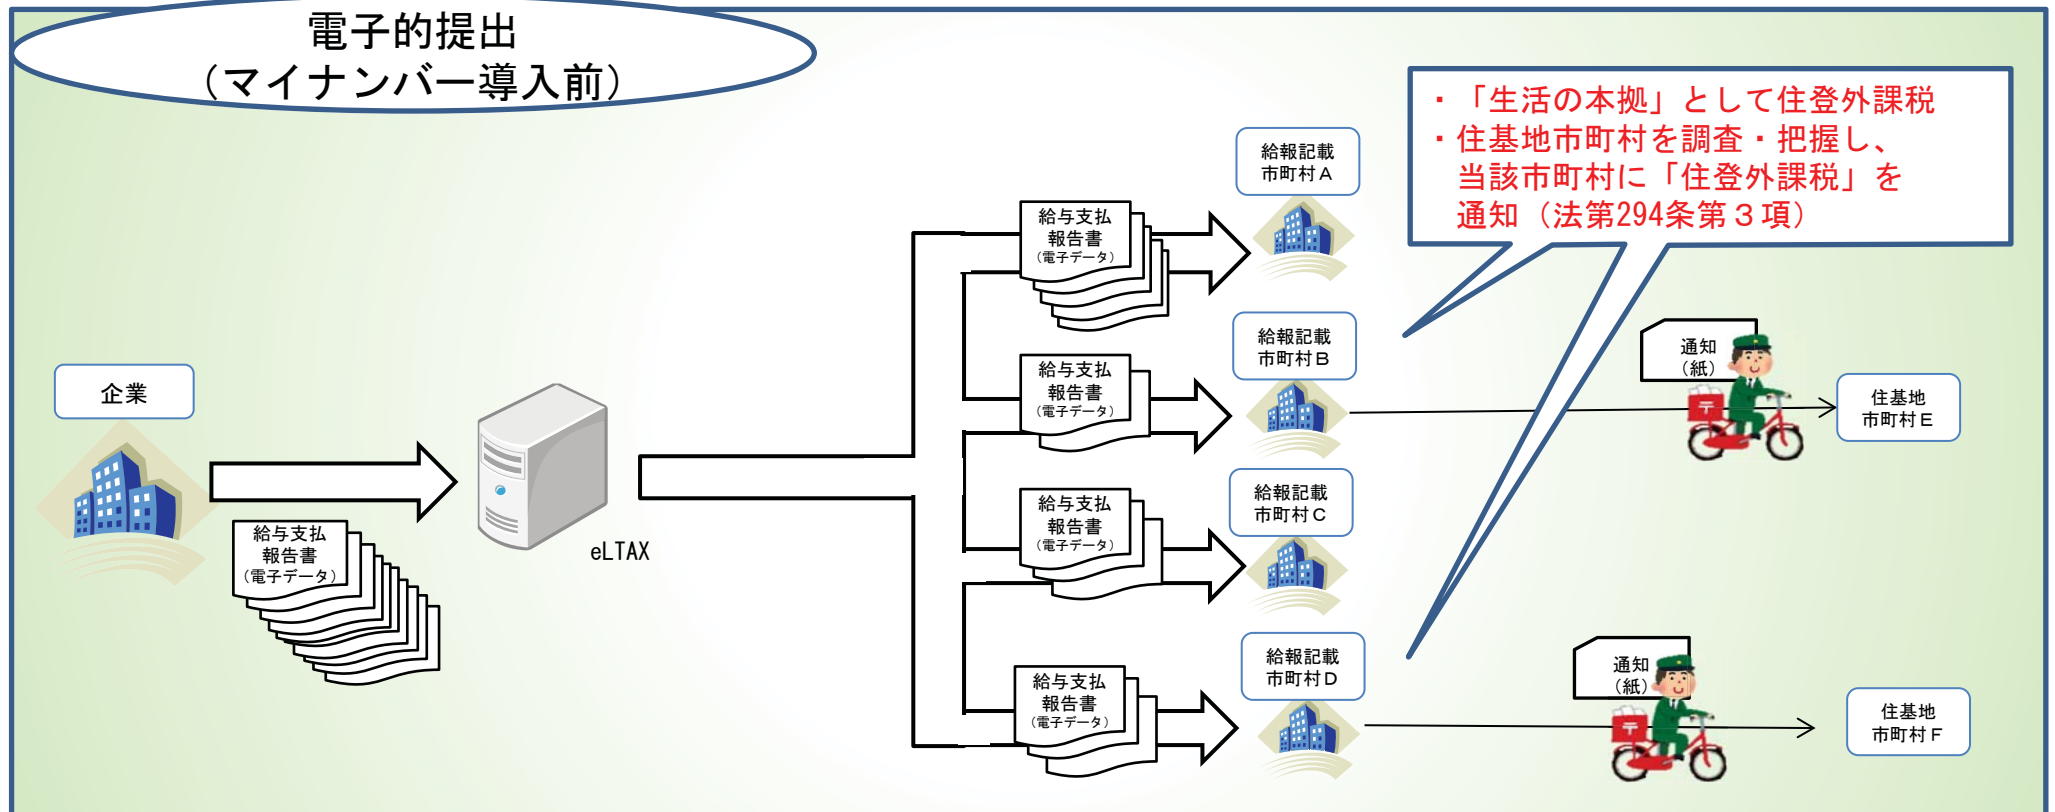 電子的提出
（マイナンバー導入前）
・「生活の本拠」として住登外課税
・住基地市町村を調査・把握し、
当該市町村に「住登外課税」を
通知（法第294条第３項）
給報記載
市町村Ａ
給与支払
報告書
（電子データ）
給報記載
市町村Ｂ
給与支払
報告書
（電子データ）
通知
（紙）
住基地
市町村Ｅ
企業
給与支払
報告書
（電子データ）
eLTAX
給報記載
市町村Ｃ
給与支払
報告書
（電子データ）
給報記載
市町村Ｄ
給与支払
報告書
（電子データ）
通知
（紙）
住基地
市町村Ｆ
〒
〒